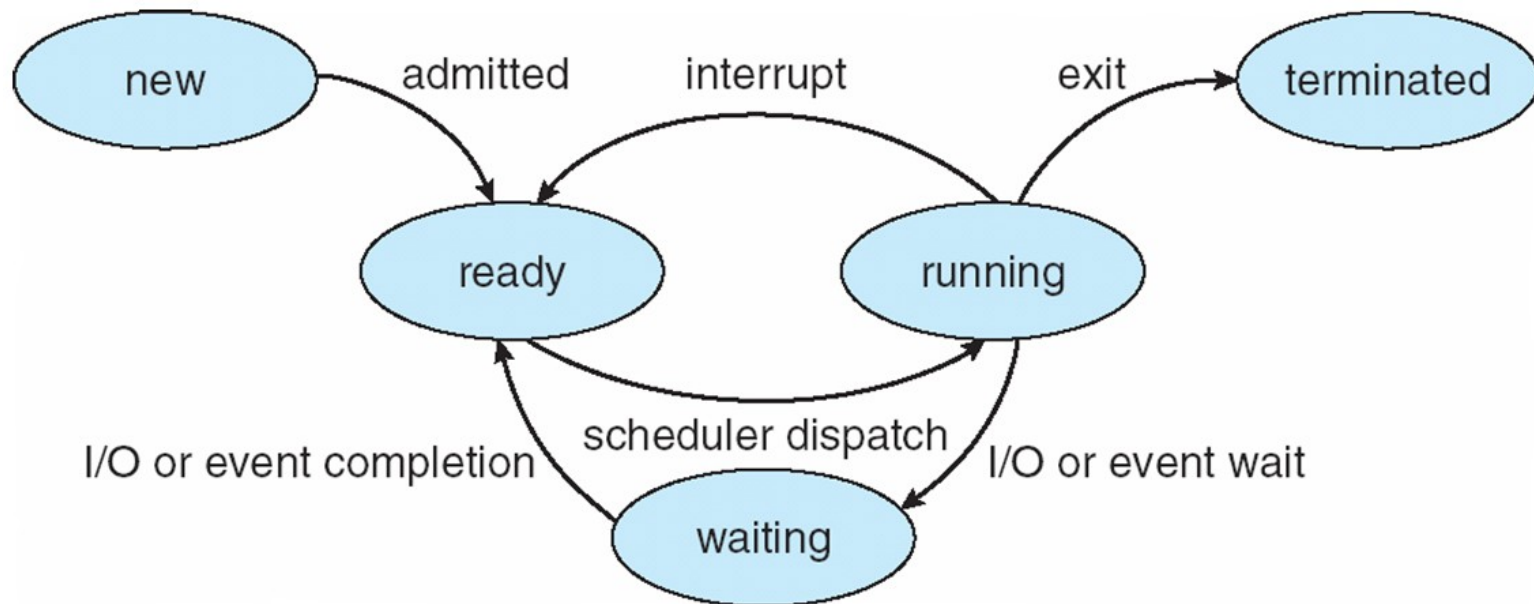 new
admitted
interrupt
exit
terminated
ready
running
scheduler dispatch
I/O or event completion
I/O or event wait
waiting